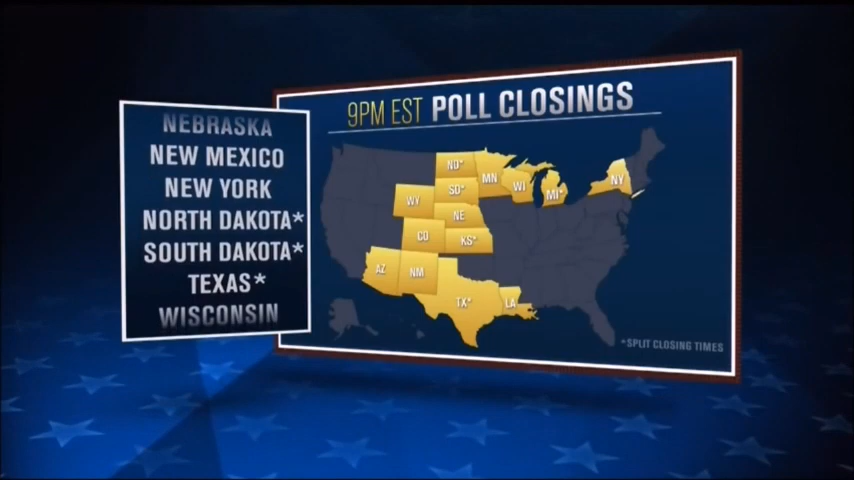 NEBRASKA
NEW MEXICO
NEW YORK
NORTH DAKOTA*
SOUTH DAKOTA*
TEXAS*
WISCONSIN
9PM EST POLL CLOSINGS
ND*
MN
SD*
WI
MI*
NY
WY
NE
CO
KS*
AZ
NM
TX*
LA
*SPLIT CLOSING TIMES